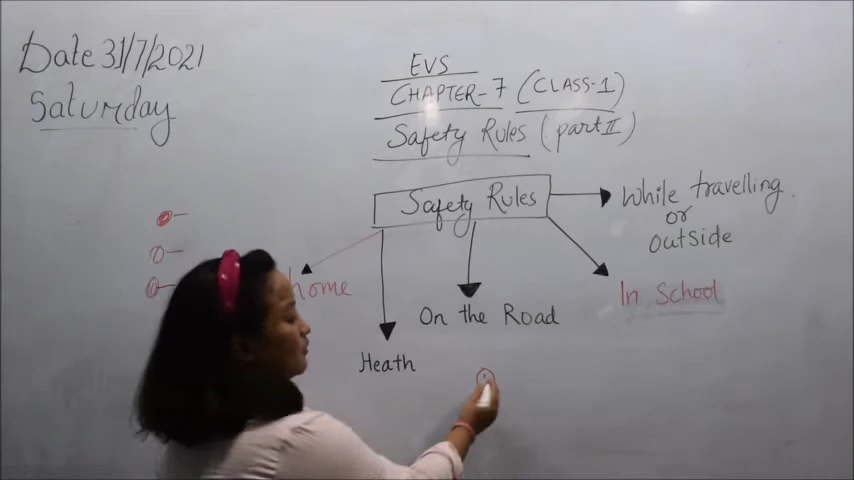 Date 31/7/2021
Saturday
EVS
CHAPTER-7 (CLASS-1)
Safety Rules (part II)
Safety Rules
While travelling.
or
outside
home
In School
On the Road
Heath